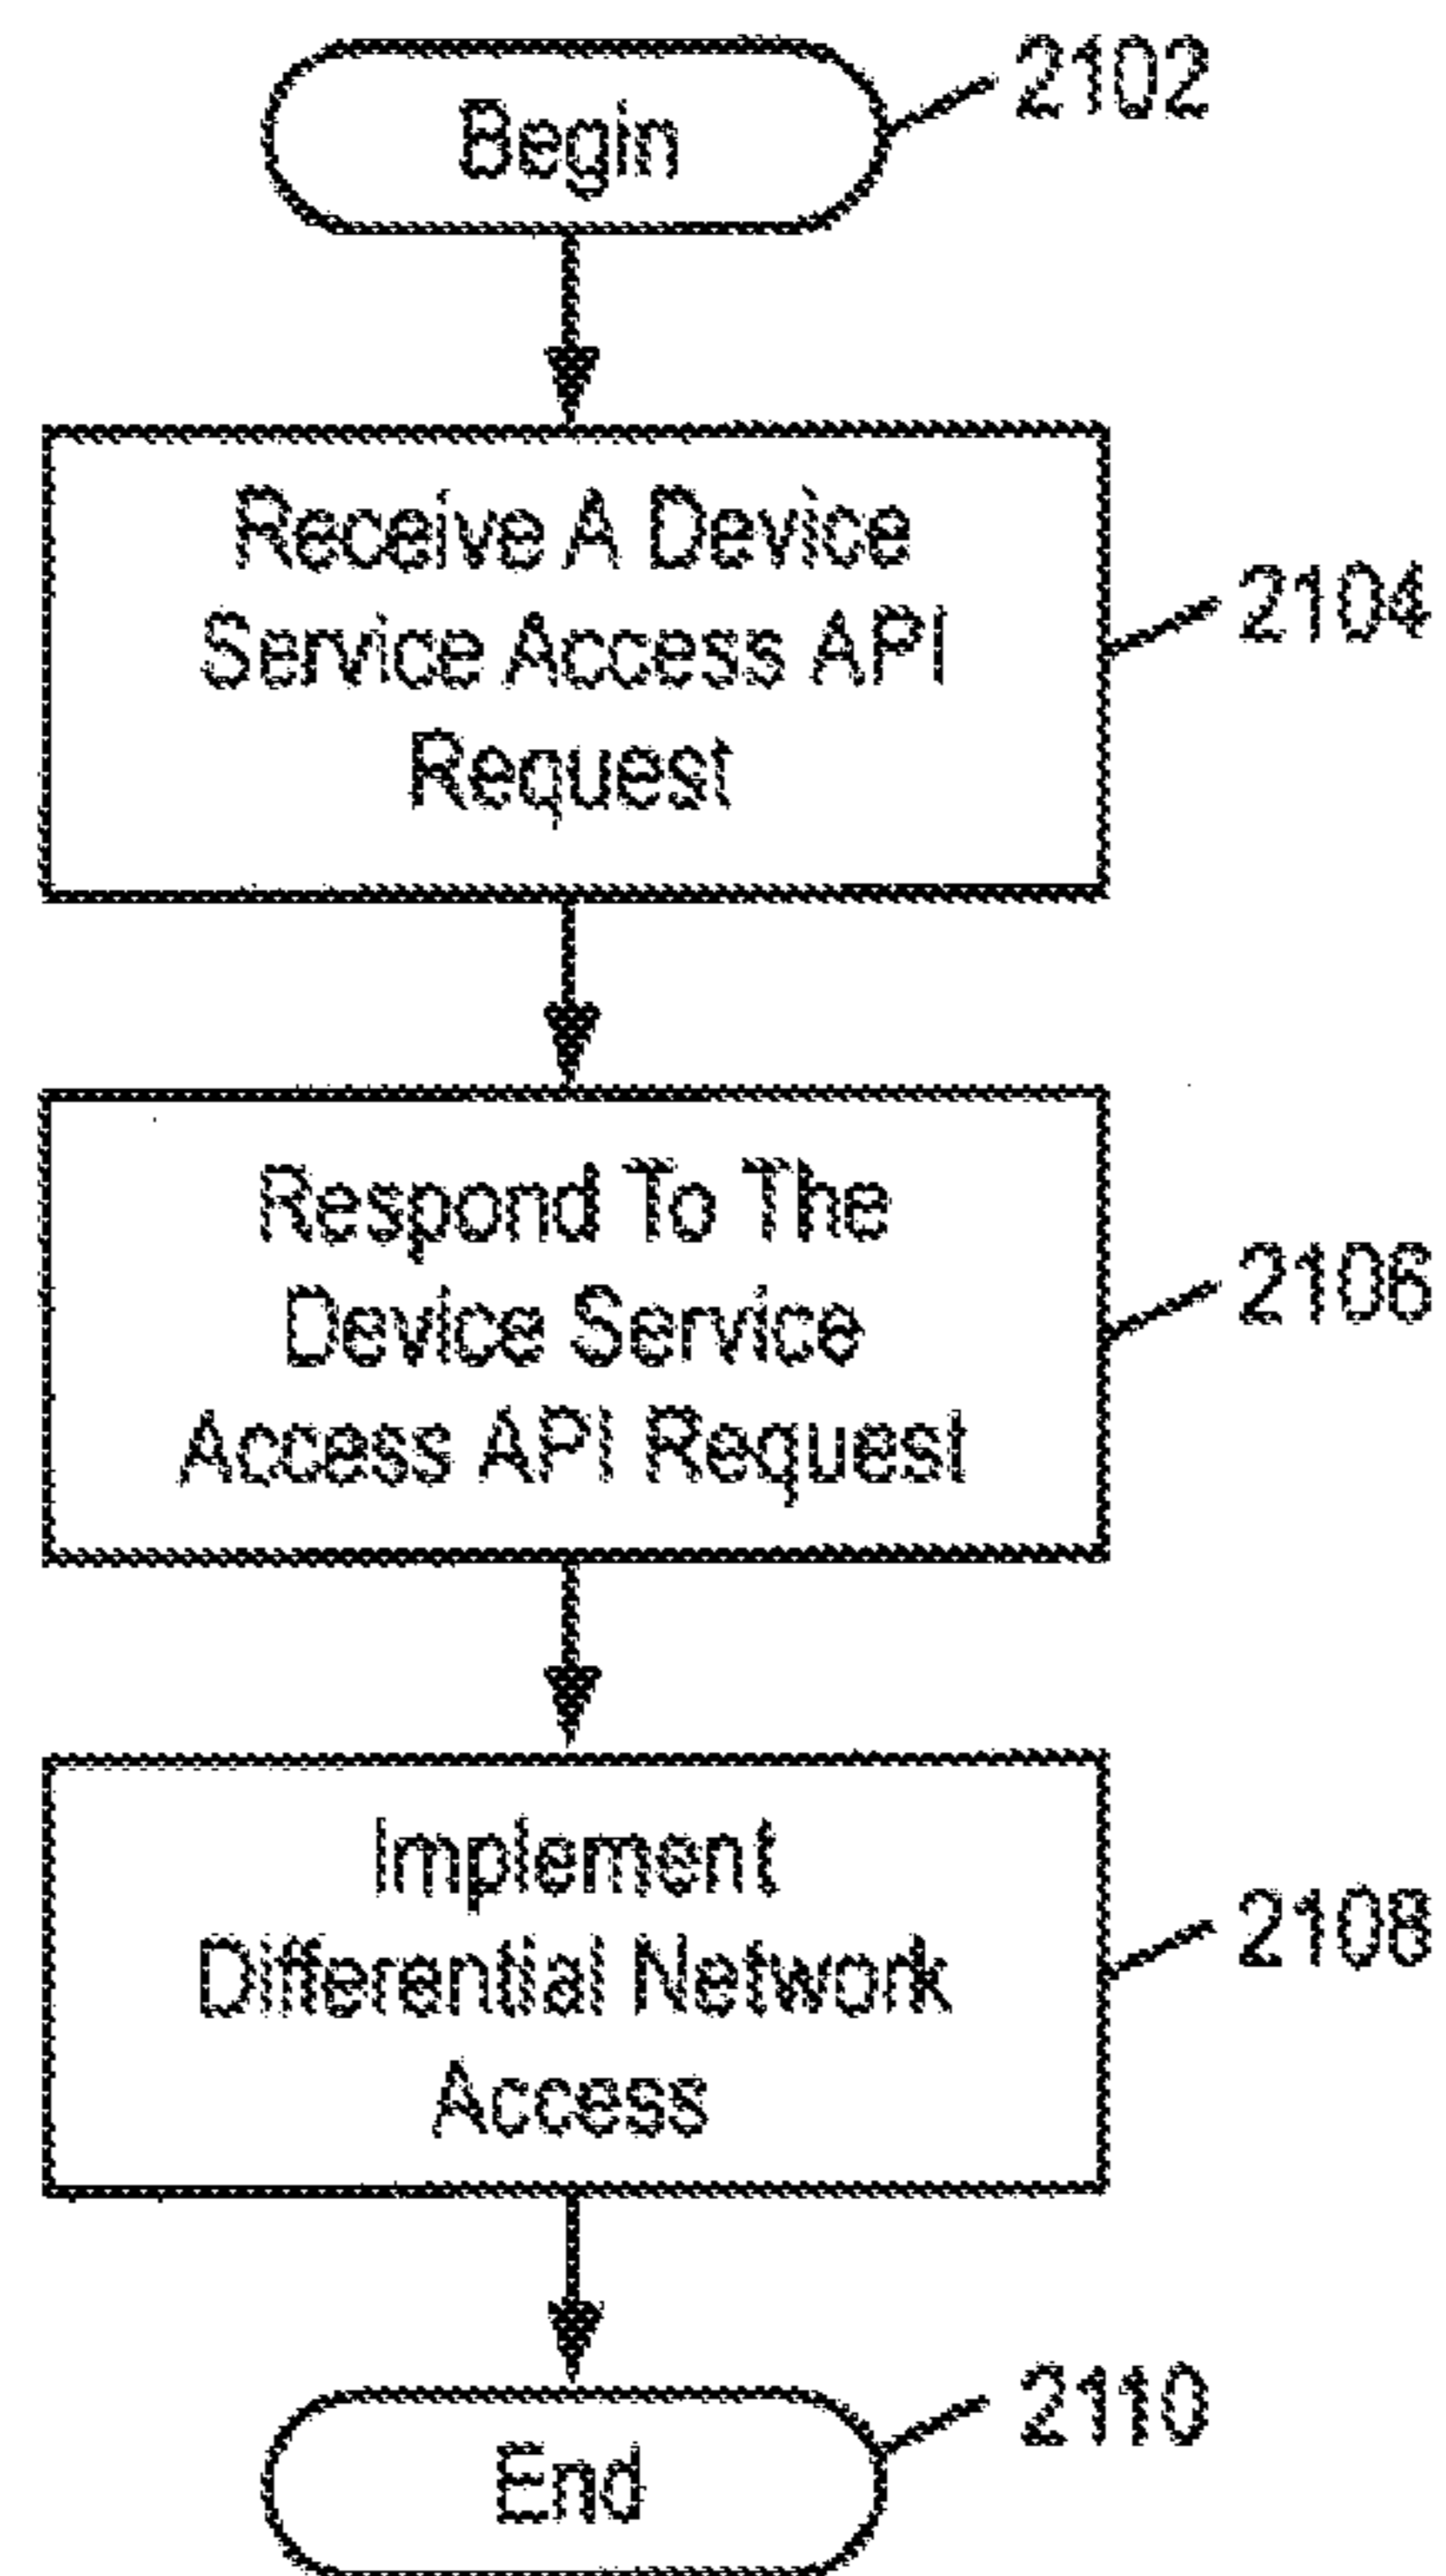 Begin
2102
Receive A Device
Service Access API
Request
2104
Respond To The
Device Service
Access API Request
2106
Implement
Differential Network
Access
2108
End
2110